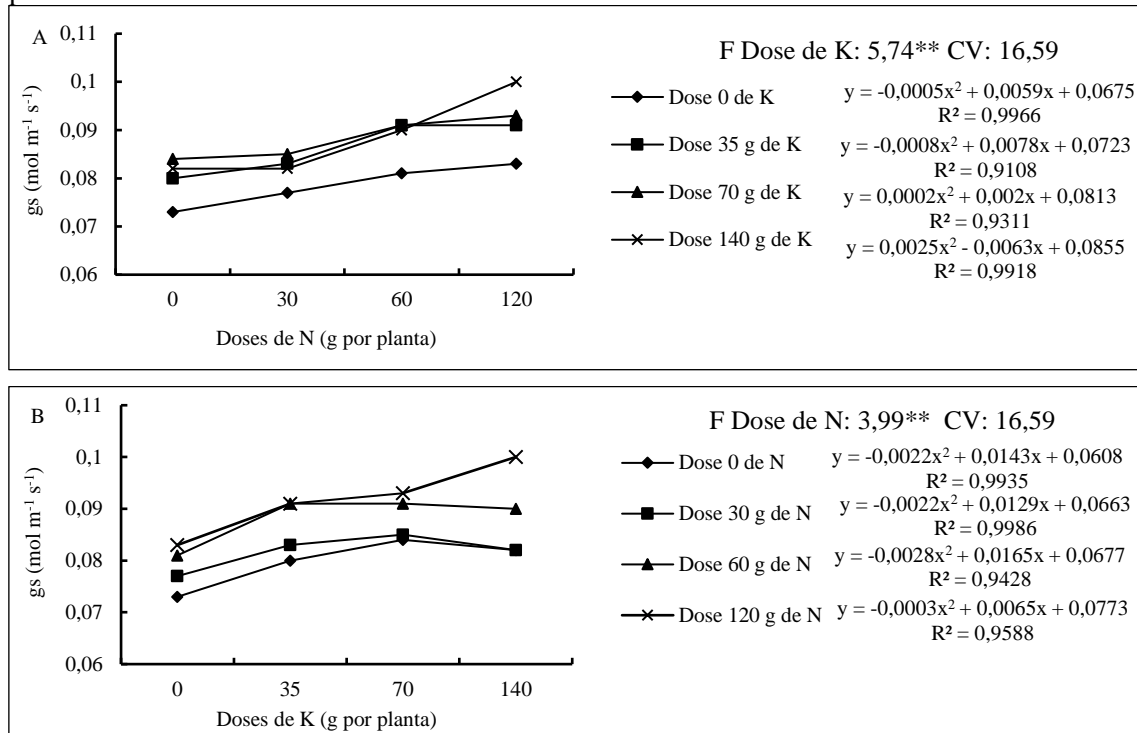 A
F Dose de K: 5,74** CV: 16,59
gs (mol m⁻¹ s⁻¹)
0,11
0,1
0,09
0,08
0,07
0,06
0 30 60 120
Doses de N (g por planta)
Dose 0 de K
y = -0,0005x² + 0,0059x + 0,0675
R² = 0,9966
Dose 35 g de K
y = -0,0008x² + 0,0078x + 0,0723
R² = 0,9108
Dose 70 g de K
y = 0,0002x² + 0,002x + 0,0813
R² = 0,9311
Dose 140 g de K
y = 0,0025x² - 0,0063x + 0,0855
R² = 0,9918
B
F Dose de N: 3,99** CV: 16,59
gs (mol m⁻¹ s⁻¹)
0,11
0,1
0,09
0,08
0,07
0,06
0 35 70 140
Doses de K (g por planta)
Dose 0 de N
y = -0,0022x² + 0,0143x + 0,0608
R² = 0,9935
Dose 30 g de N
y = -0,0022x² + 0,0129x + 0,0663
R² = 0,9986
Dose 60 g de N
y = -0,0028x² + 0,0165x + 0,0677
R² = 0,9428
Dose 120 g de N
y = -0,0003x² + 0,0065x + 0,0773
R² = 0,9588